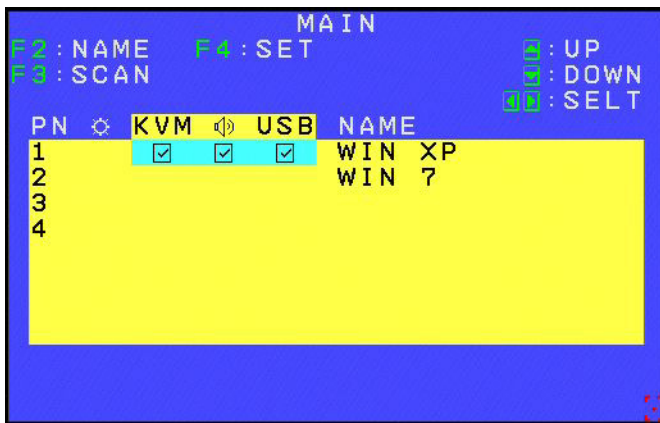 MAIN
F2:NAME F4:SET :UP
F3:SCAN :DOWN
:SELT
PN KVM USB NAME
1 WIN XP
2 WIN 7
3
4